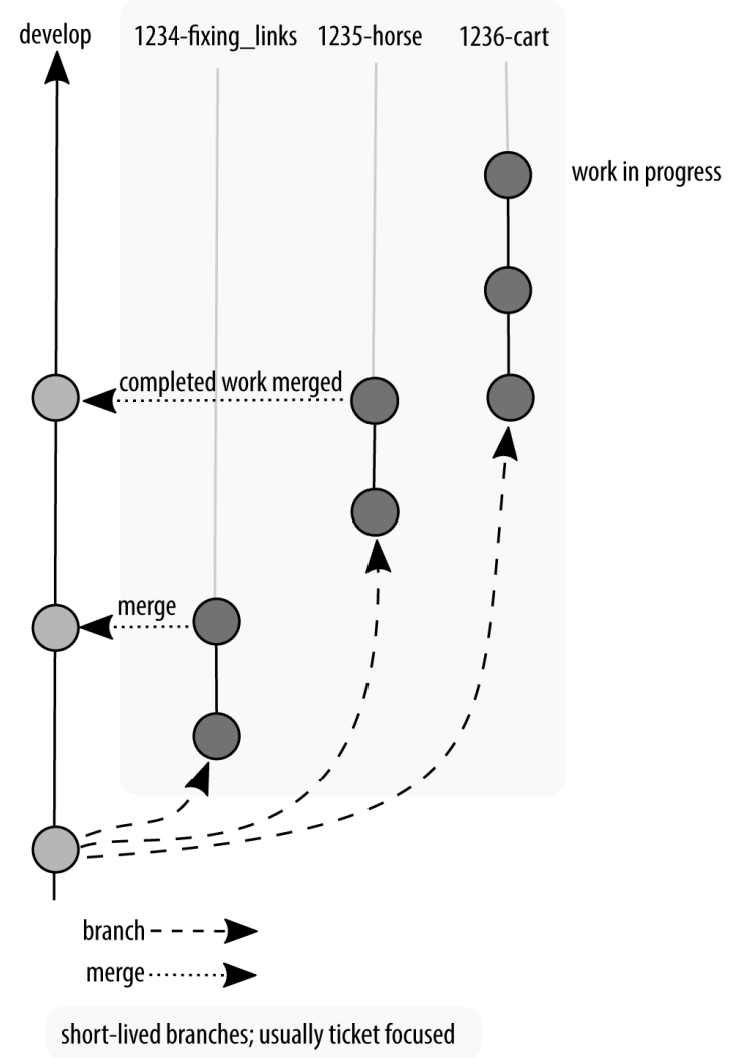 develop
1234-fixing_links
1235-horse
1236-cart
work in progress
completed work merged
merge
branch
merge
short-lived branches; usually ticket focused